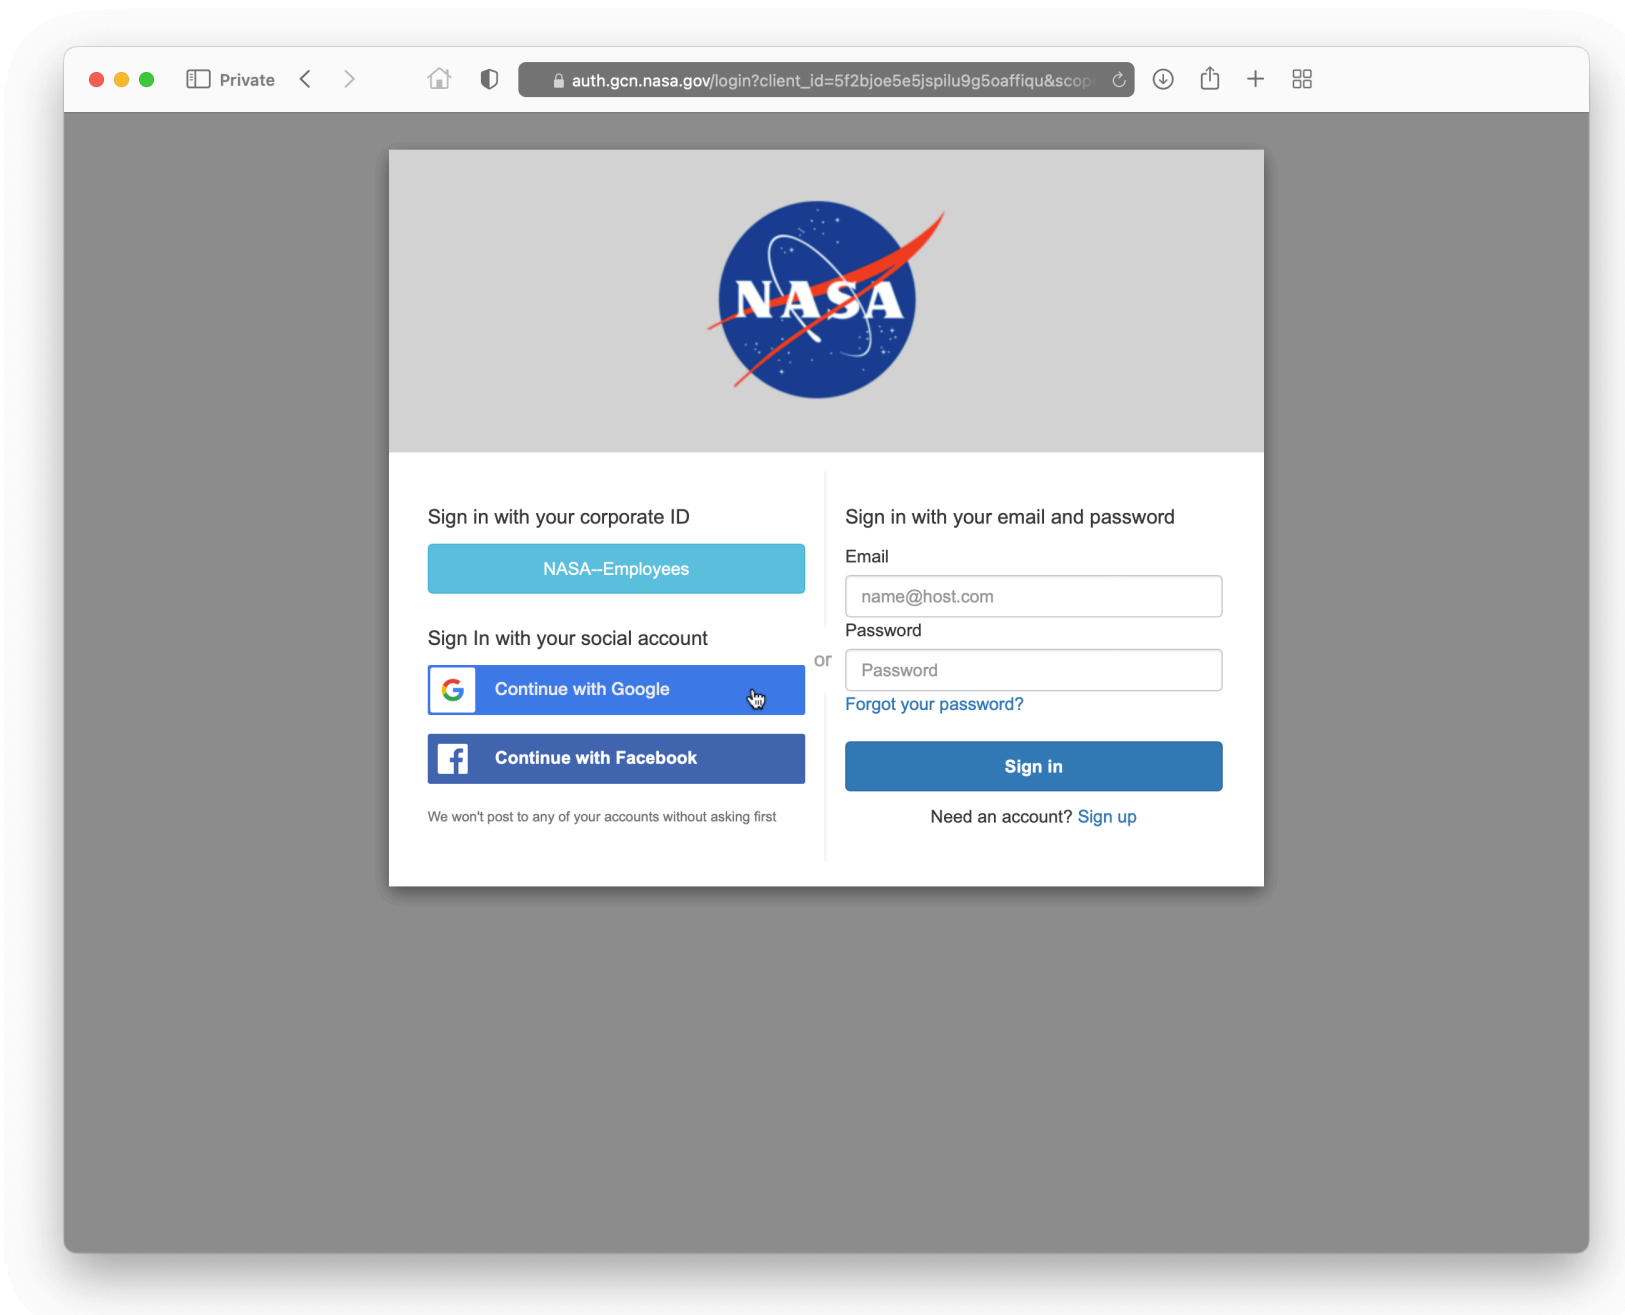 Private
auth.gcn.nasa.gov/login?client_id=5f2bjoe5e5jspilu9g5oaffiqu&scop
NASA
Sign in with your corporate ID
NASA--Employees
Sign In with your social account
Continue with Google
Continue with Facebook
We won't post to any of your accounts without asking first
or
Sign in with your email and password
Email
name@host.com
Password
Password
Forgot your password?
Sign in
Need an account? Sign up